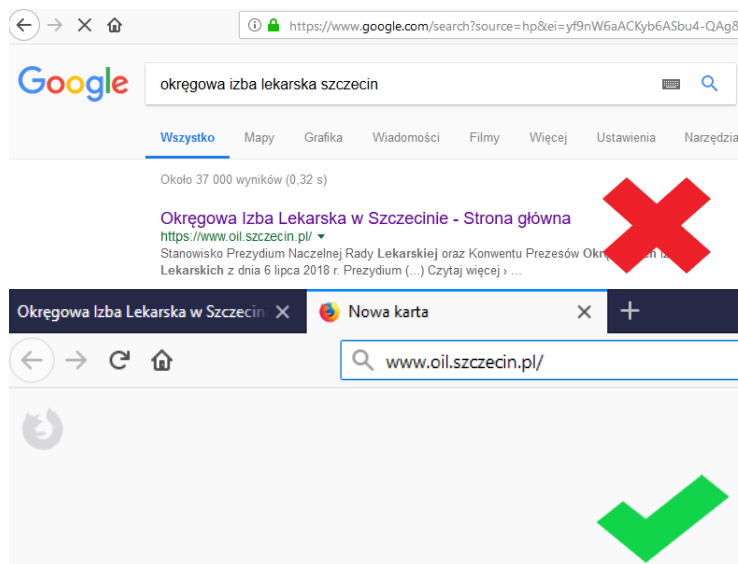 https://www.google.com/search?source=hp&ei=yf9nW6aACKyb6ASbu4-QAg8
Google
okręgowa izba lekarska szczecin
Wszystko Mapy Grafika Wiadomości Filmy Więcej Ustawienia Narzędzia
Około 37 000 wyników (0,32 s)
Okręgowa Izba Lekarska w Szczecinie - Strona główna
https://www.oil.szczecin.pl/
Stanowisko Prezydium Naczelnej Rady Lekarskiej oraz Konwentu Prezesów
Lekarskich z dnia 6 lipca 2018 r. Prezydium (...) Czytaj więcej › ...
Okręgowa Izba Lekarska w Szczecin Nowa karta
www.oil.szczecin.pl/